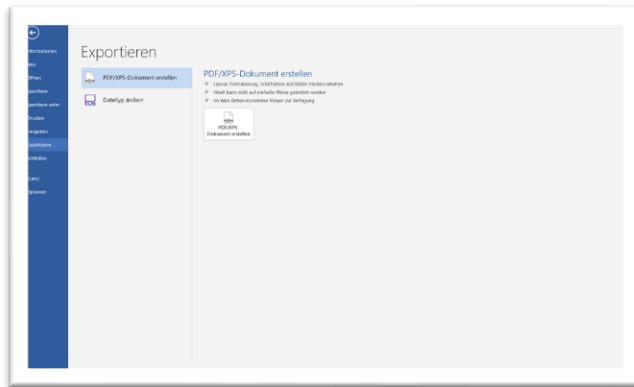 Informationen
Neu
Öffnen
Speichern
Speichern unter
Drucken
Freigeben
Exportieren
Schließen
Konto
Optionen
Exportieren
PDF/XPS-Dokument erstellen
Dateityp ändern
PDF/XPS-Dokument erstellen
Layout, Formatierung, Schriftarten und Bilder bleiben erhalten
Inhalt kann nicht auf einfache Weise geändert werden
Im Web stehen kostenlose Viewer zur Verfügung
PDF/XPS-
Dokument erstellen